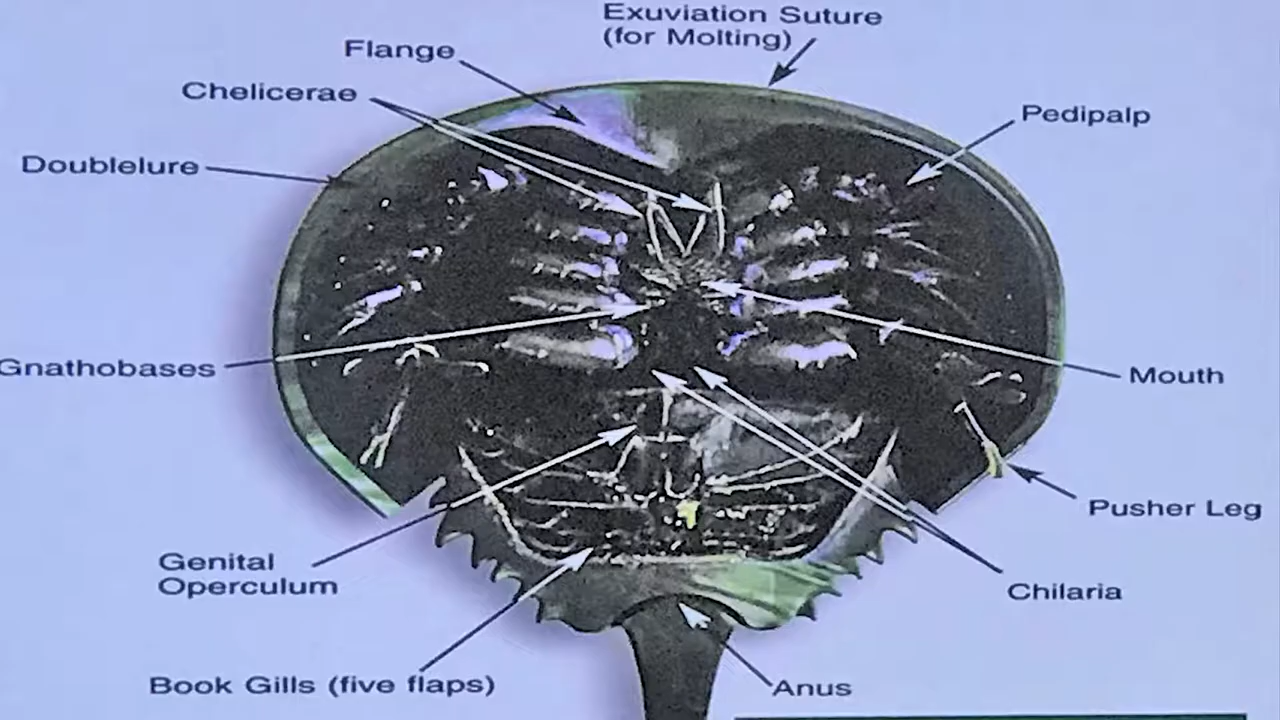 Exuviation Suture
(for Molting)
Flange
Chelicerae
Pedipalp
Doublelure
Gnathobases
Mouth
Pusher Leg
Genital
Operculum
Chilaria
Book Gills (five flaps)
Anus